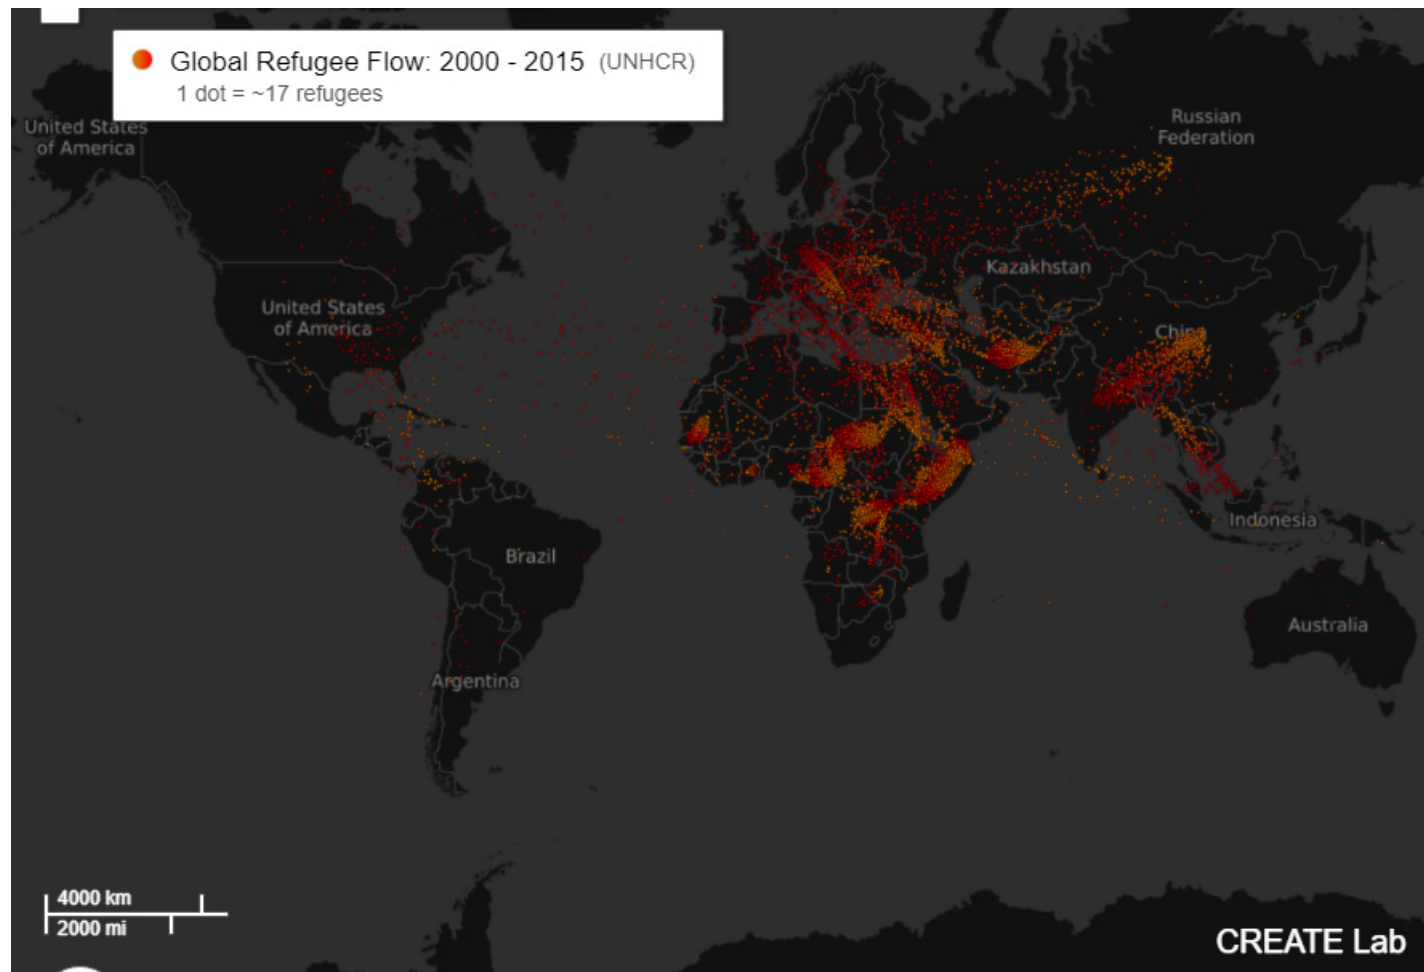 Global Refugee Flow: 2000 - 2015 (UNHCR)
1 dot = ~17 refugees
United States
of America
Russian
Federation
Kazakhstan
United States
of America
China
Indonesia
Brazil
Australia
Argentina
4000 km
2000 mi
CREATE Lab